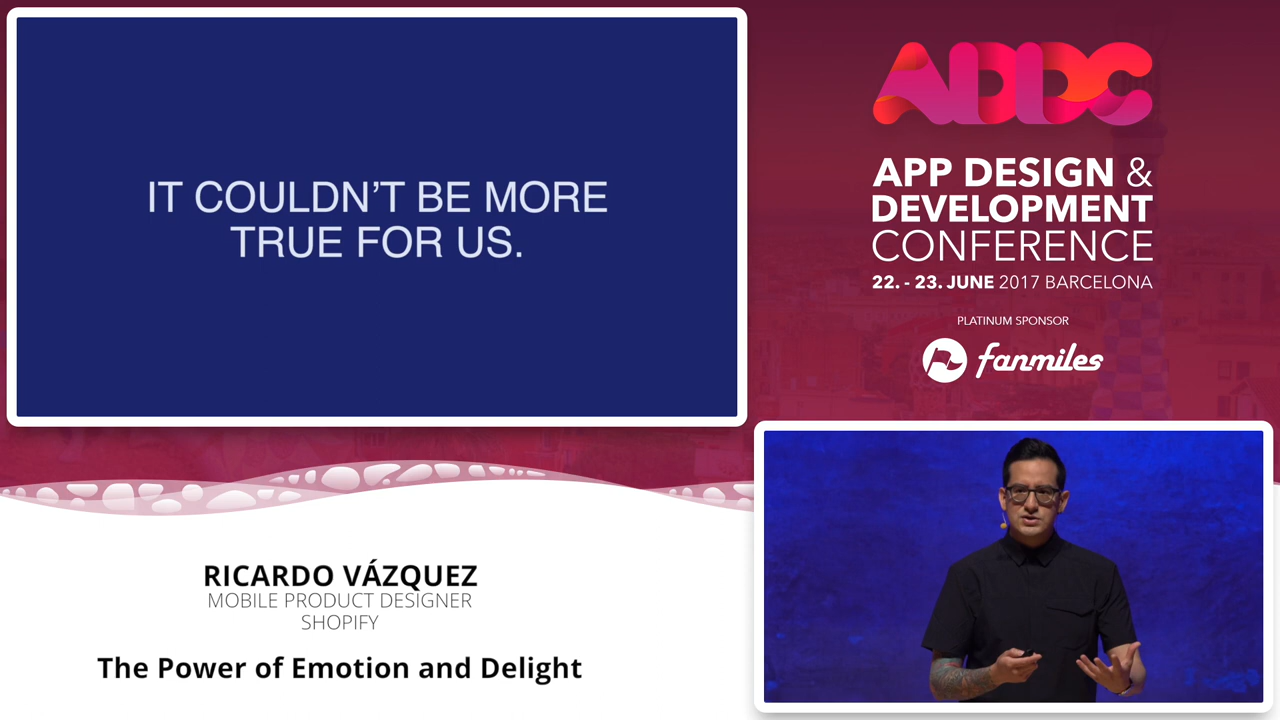 IT COULDN'T BE MORE
TRUE FOR US.
ADDC
APP DESIGN &
DEVELOPMENT
CONFERENCE
22. - 23. JUNE 2017 BARCELONA
PLATINUM SPONSOR
fanmiles
RICARDO VÁZQUEZ
MOBILE PRODUCT DESIGNER
SHOPIFY
The Power of Emotion and Delight